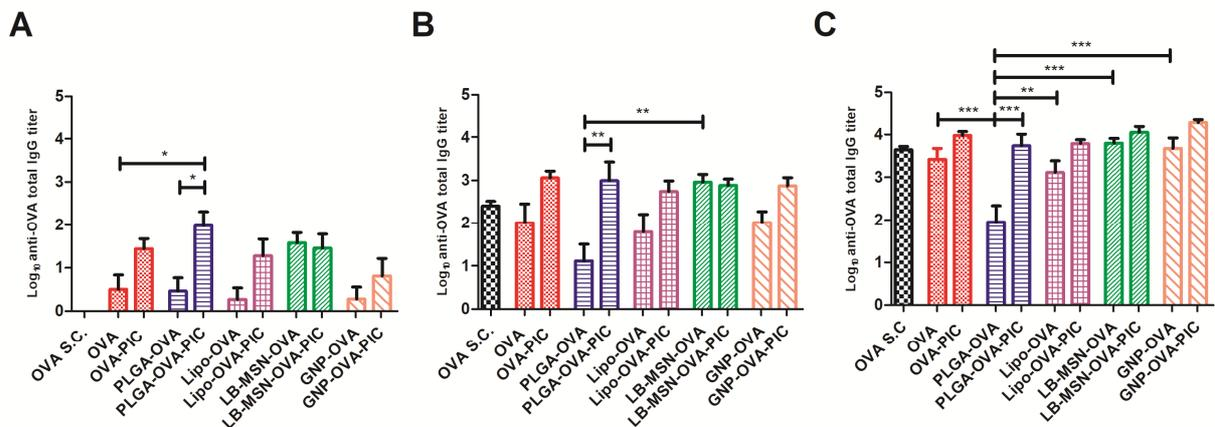 A
Log₁₀ anti-OVA total IgG titer
5
4
3
2
1
0
*
*
OVA S.C.
OVA
OVA-PIC
PLGA-OVA
PLGA-OVA-PIC
Lipo-OVA
Lipo-OVA-PIC
LB-MSN-OVA
LB-MSN-OVA-PIC
GNP-OVA
GNP-OVA-PIC
B
Log₁₀ anti-OVA total IgG titer
5
4
3
2
1
0
**
**
OVA S.C.
OVA
OVA-PIC
PLGA-OVA
PLGA-OVA-PIC
Lipo-OVA
Lipo-OVA-PIC
LB-MSN-OVA
LB-MSN-OVA-PIC
GNP-OVA
GNP-OVA-PIC
C
Log₁₀ anti-OVA total IgG titer
5
4
3
2
1
0
***
***
**
*** ***
OVA S.C
OVA
OVA-PIC
PLGA-OVA
PLGA-OVA-PIC
Lipo-OVA
Lipo-OVA-PIC
LB-MSN-OVA
LB-MSN-OVA-PIC
GNP-OVA
GNP-OVA-PIC